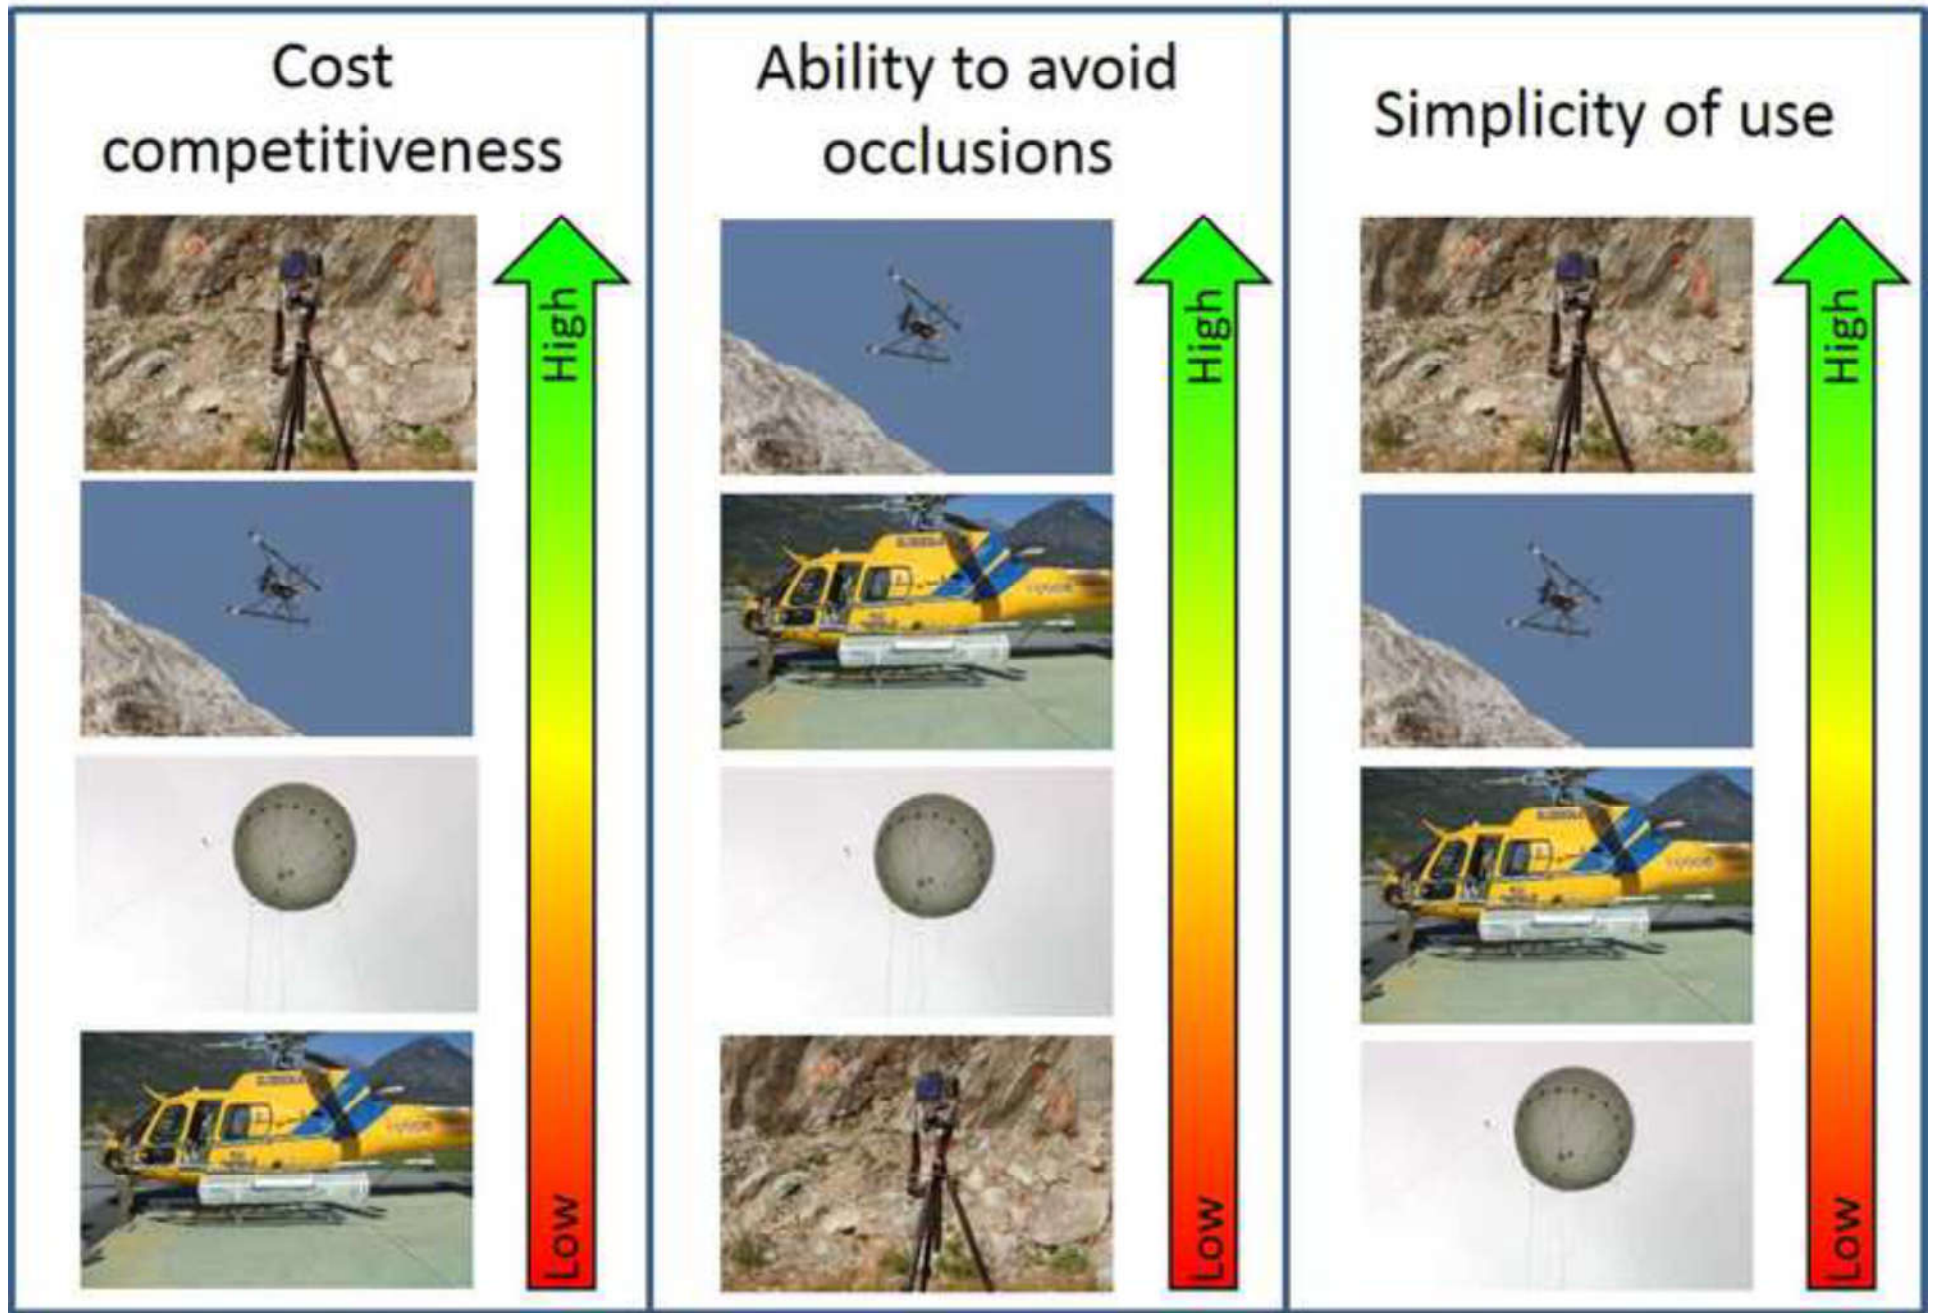 Cost
competitiveness
High
Low
Ability to avoid
occlusions
High
Low
Simplicity of use
High
Low